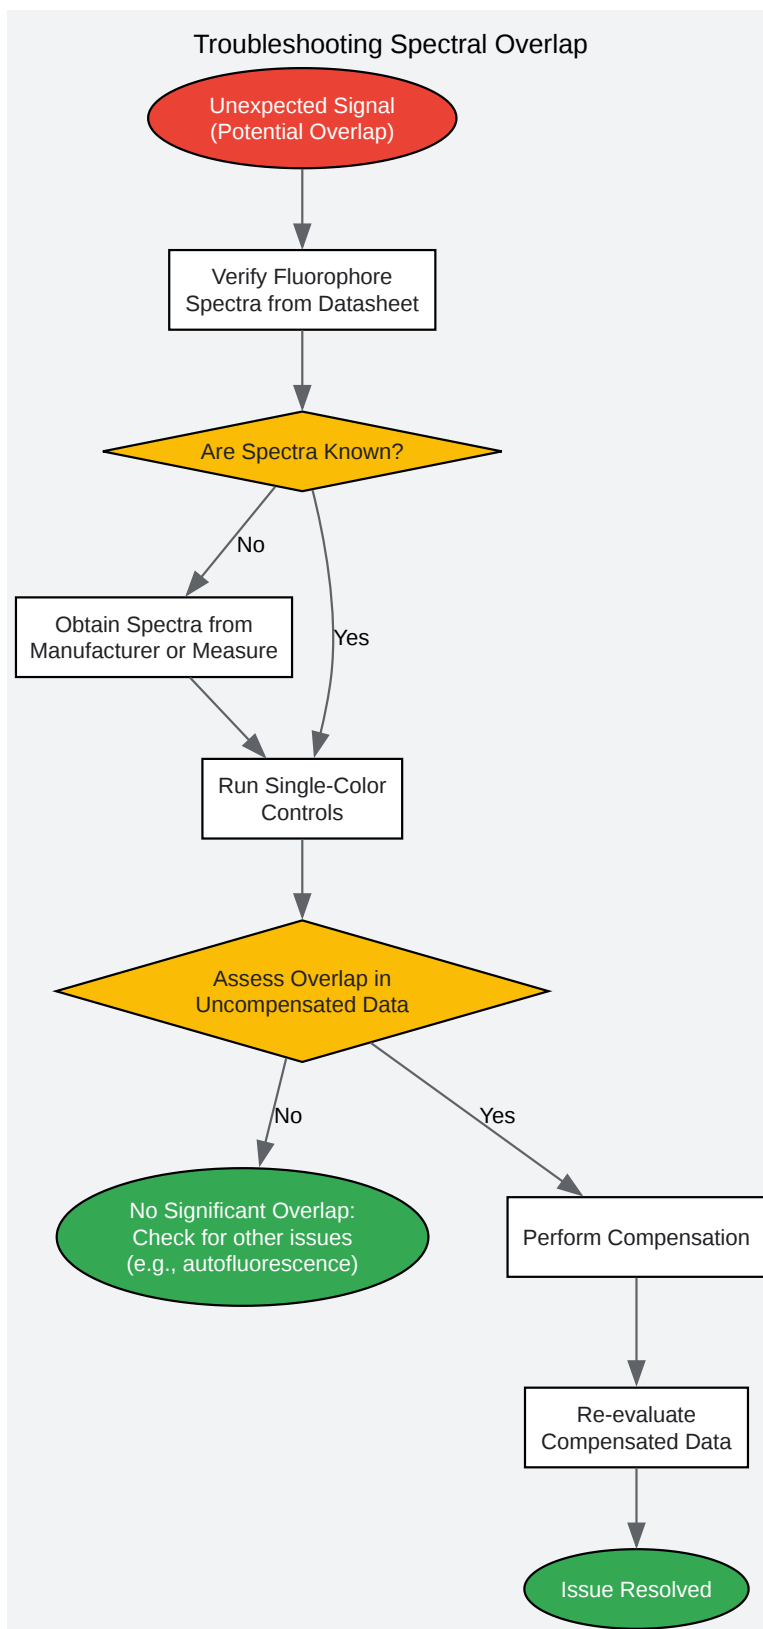 Troubleshooting Spectral Overlap
Unexpected Signal
(Potential Overlap)
Verify Fluorophore
Spectra from Datasheet
Are Spectra Known?
No
Obtain Spectra from
Manufacturer or Measure
Yes
Run Single-Color
Controls
Assess Overlap in
Uncompensated Data
No
Yes
No Significant Overlap:
Check for other issues
(e.g., autofluorescence)
Perform Compensation
Re-evaluate
Compensated Data
Issue Resolved